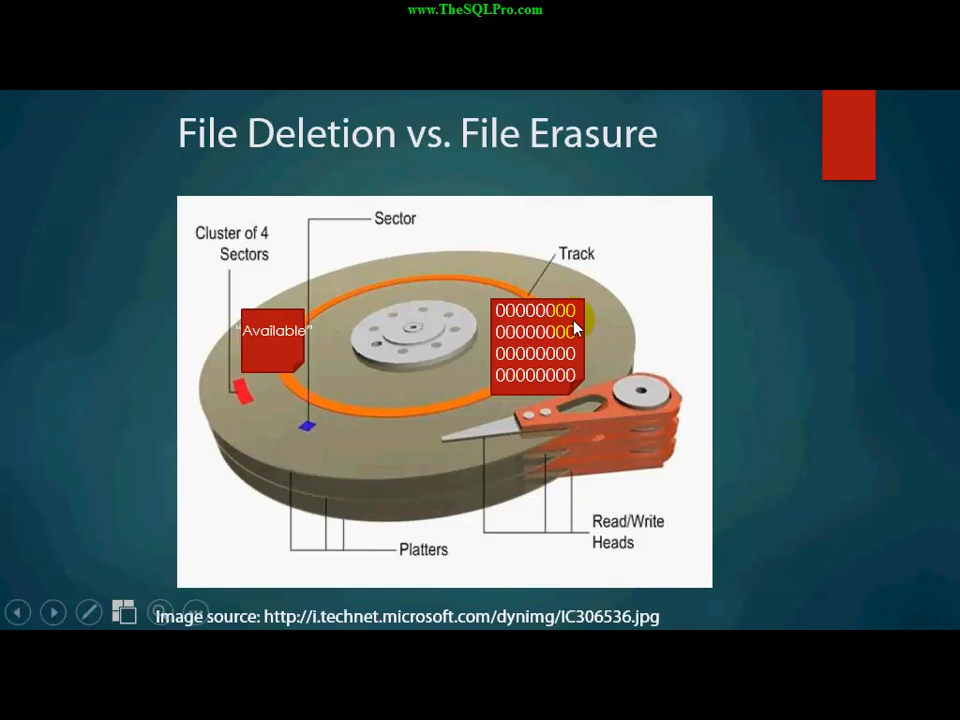 www.TheSQLPro.com
File Deletion vs. File Erasure
Sector
Cluster of 4
Sectors
Track
"Available"
00000000
00000000
00000000
00000000
Read/Write
Heads
Platters
Image source: http://i.technet.microsoft.com/dynimg/IC306536.jpg